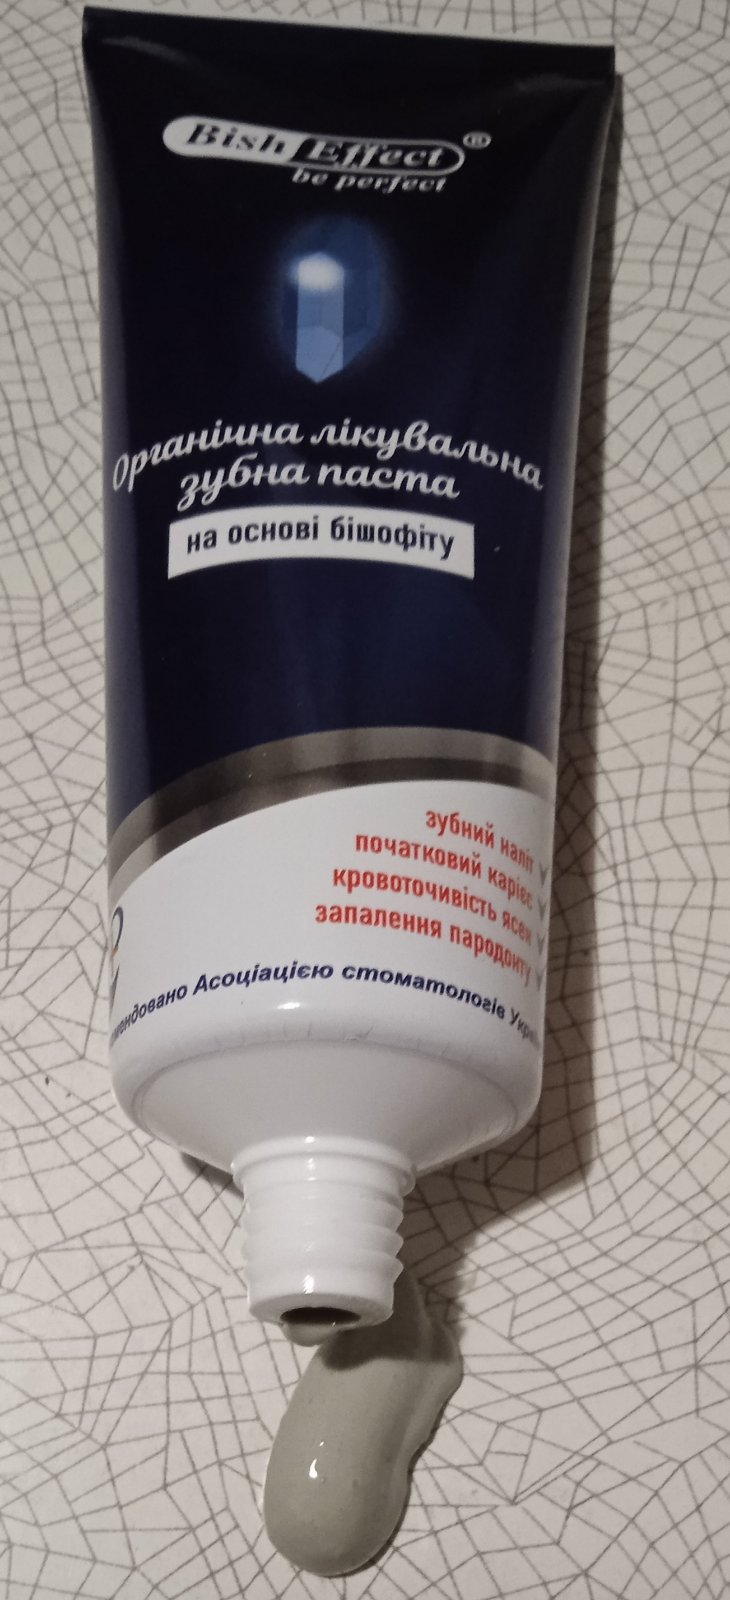 Bish Effect®
be perfect
Органічна лікувальна
зубна паста
на основі бішофіту
зубний наліт
початковий карієс
кровоточивість ясен
запалення пародонту
Асоціацією стоматологів